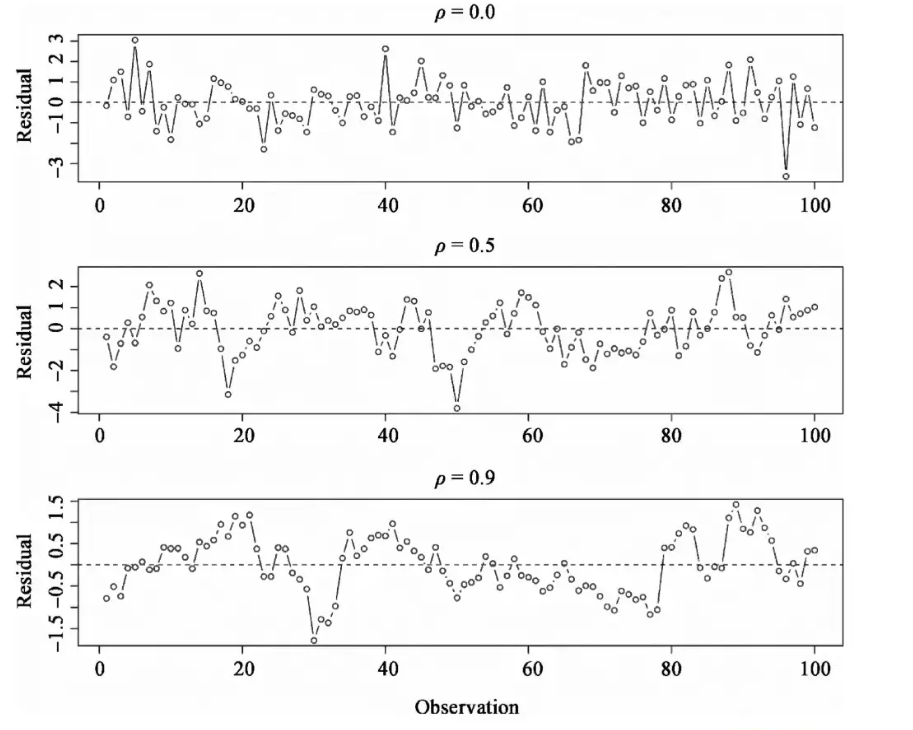 ρ = 0.0
Residual
3
2
1
0
−1
−3
0 20 40 60 80 100
ρ = 0.5
Residual
2
1
0
−2
−4
0 20 40 60 80 100
ρ = 0.9
Residual
1.5
0.5
−0.5
−1.5
0 20 40 60 80 100
Observation